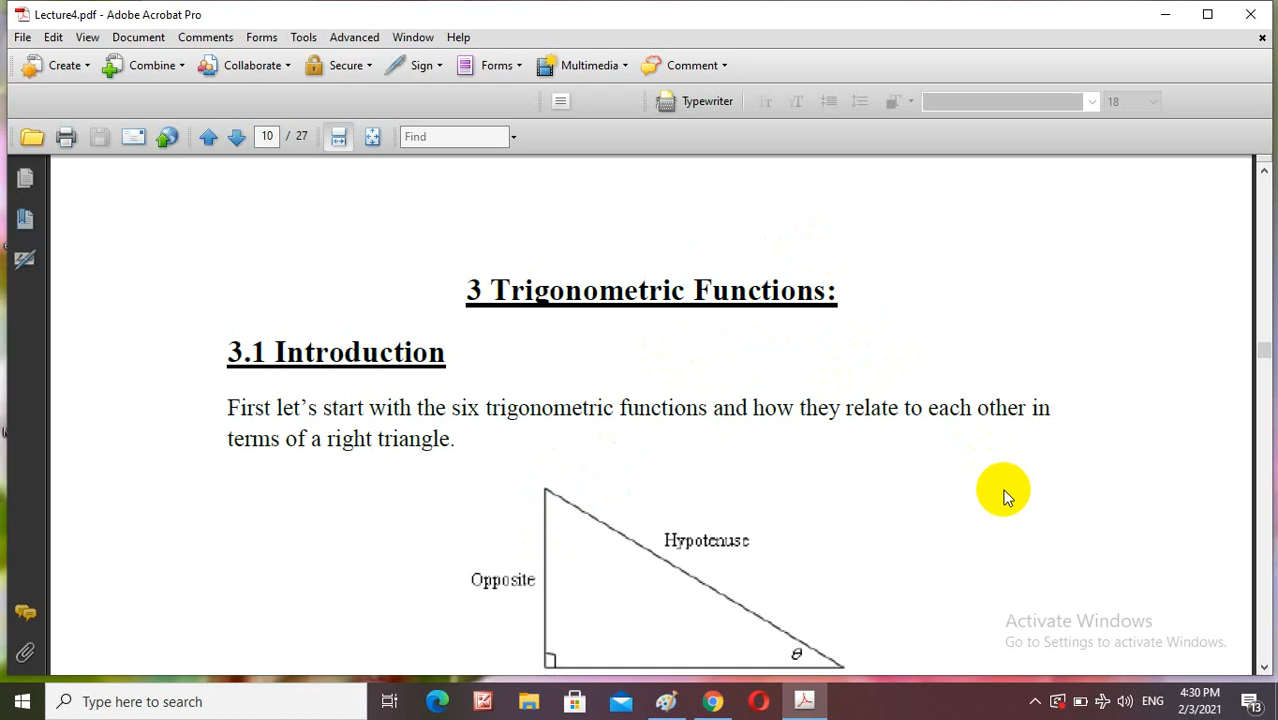 Lecture4.pdf - Adobe Acrobat Pro
File Edit View Document Comments Forms Tools Advanced Window Help
Create Combine Collaborate Secure Sign Forms Multimedia Comment
Typewriter 18
10 / 27 Find
3 Trigonometric Functions:
3.1 Introduction
First let's start with the six trigonometric functions and how they relate to each other in
terms of a right triangle.
Hypotenuse
Opposite
θ
Activate Windows
Go to Settings to activate Windows.
Type here to search
ENG
4:30 PM
2/3/2021
13